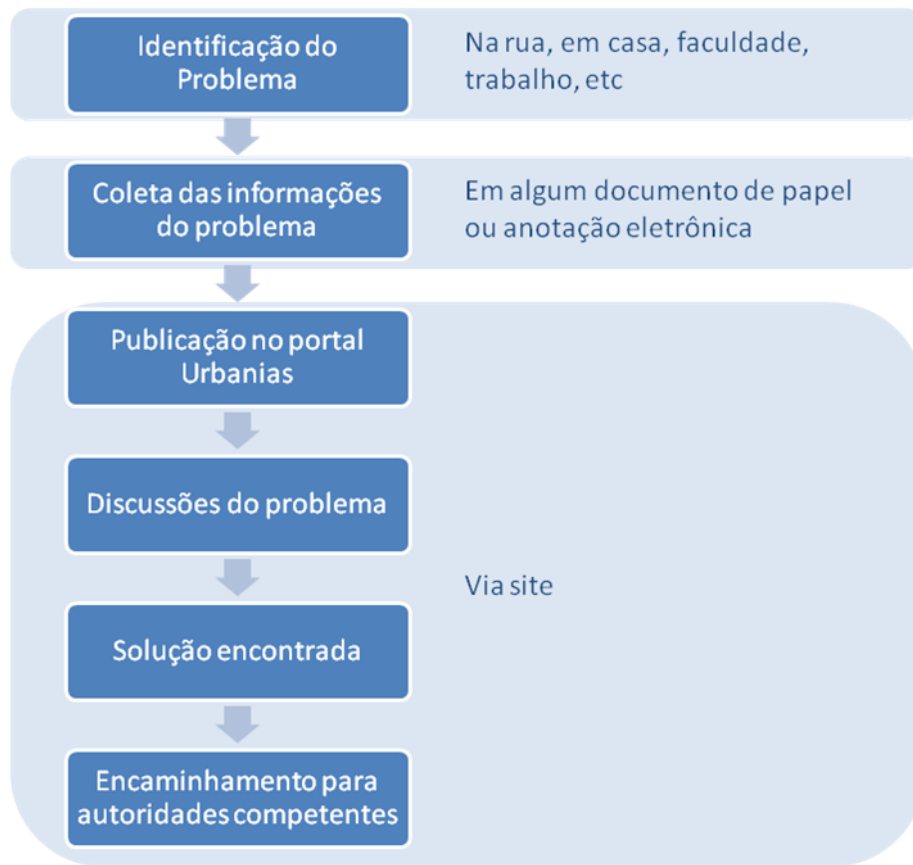 Identificação do
Problema
Na rua, em casa, faculdade,
trabalho, etc
Coleta das informações
do problema
Em algum documento de papel
ou anotação eletrônica
Publicação no portal
Urbanias
Discussões do problema
Via site
Solução encontrada
Encaminhamento para
autoridades competentes